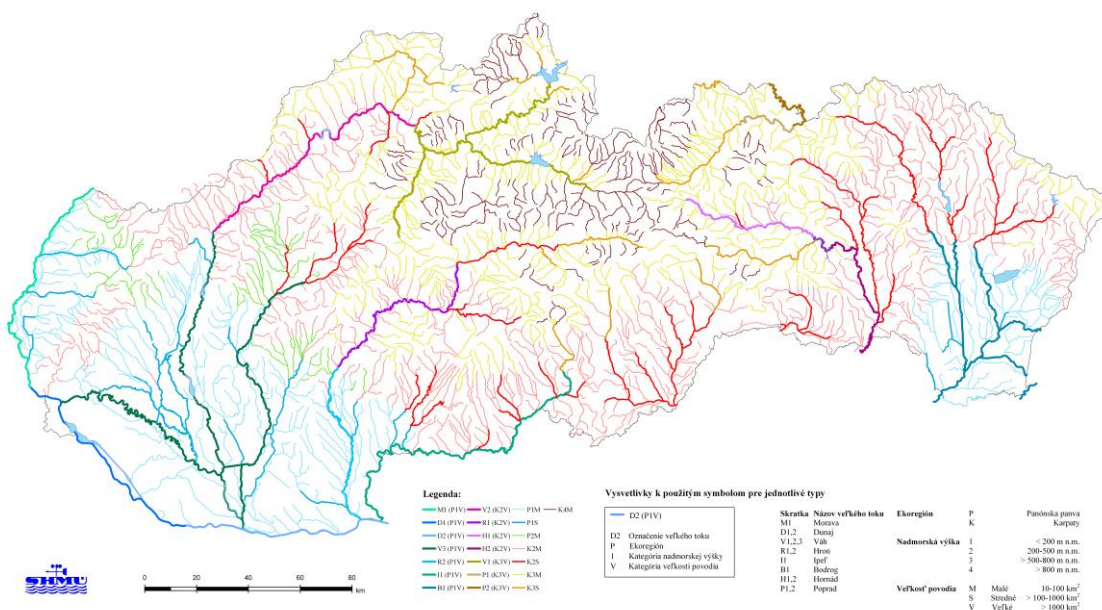 Legenda:
M1 (P1V) V2 (K2V) P1M K4M
D1 (P1V) R1 (K2V) P1S
D2 (P1V) H1 (K2V) P2M
V3 (P1V) H2 (K2V) K2M
R2 (P1V) V1 (K3V) K2S
I1 (P1V) P1 (K3V) K3M
B1 (P1V) P2 (K3V) K3S
Vysvetlivky k použitým symbolom pre jednotlivé typy
D2 (P1V)
D2 Označenie veľkého toku
P Ekoregión
1 Kategória nadmorskej výšky
V Kategória veľkosti povodia
Skratka Názov veľkého toku Ekoregión P Panónska panva
M1 Morava K Karpaty
D1,2 Dunaj
V1,2,3 Váh Nadmorská výška 1 < 200 m n.m.
R1,2 Hron 2 200-500 m n.m.
I1 Ipeľ 3 > 500-800 m n.m.
B1 Bodrog 4 > 800 m n.m.
H1,2 Hornád
P1,2 Poprad Veľkosť povodia M Malé 10-100 km²
S Stredné > 100-1000 km²
V Veľké > 1000 km²
SHMÚ
0 20 40 60 80
km